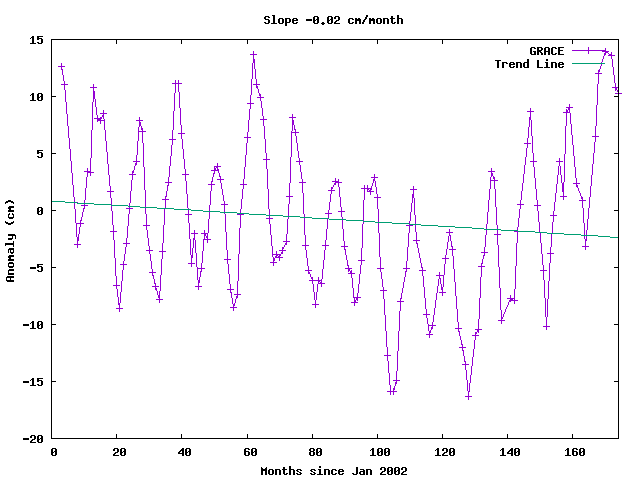 Slope -0.02 cm/month
15
GRACE
Trend Line
10
5
0
-5
-10
-15
-20
Anomaly (cm)
0 20 40 60 80 100 120 140 160
Months since Jan 2002